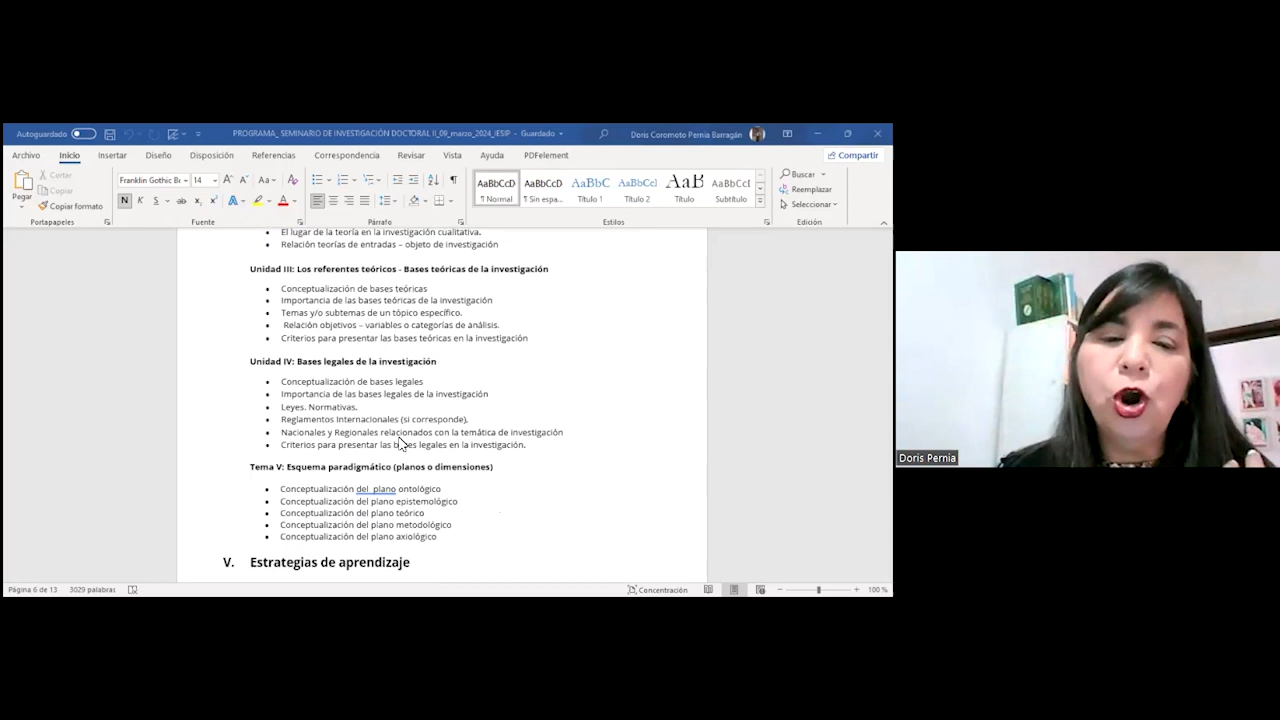 Autoguardado
PROGRAMA_ SEMINARIO DE INVESTIGACIÓN DOCTORAL II_09_marzo_2024_IESIP - Guardado
Doris Coromoto Pernia Barragán
Archivo Inicio Insertar Diseño Disposición Referencias Correspondencia Revisar Vista Ayuda PDFelement Compartir
Pegar
Cortar
Copiar
Copiar formato
Portapapeles
Franklin Gothic B 14
N K S
Fuente
Párrafo
AaBbCcD ¶ Normal
AaBbCcD ¶ Sin espa...
AaBbC Título 1
AaBbCcI Título 2
AaB Título
AaBbCcI Subtítulo
Estilos
Buscar
Reemplazar
Seleccionar
Edición
El lugar de la teoría en la investigación cualitativa.
Relación teorías de entradas – objeto de investigación
Unidad III: Los referentes teóricos - Bases teóricas de la investigación
Conceptualización de bases teóricas
Importancia de las bases teóricas de la investigación
Temas y/o subtemas de un tópico específico.
Relación objetivos – variables o categorías de análisis.
Criterios para presentar las bases teóricas en la investigación
Unidad IV: Bases legales de la investigación
Conceptualización de bases legales
Importancia de las bases legales de la investigación
Leyes. Normativas.
Reglamentos Internacionales (si corresponde),
Nacionales y Regionales relacionados con la temática de investigación
Criterios para presentar las bases legales en la investigación.
Tema V: Esquema paradigmático (planos o dimensiones)
Conceptualización del plano ontológico
Conceptualización del plano epistemológico
Conceptualización del plano teórico
Conceptualización del plano metodológico
Conceptualización del plano axiológico
V. Estrategias de aprendizaje
Página 6 de 13 3029 palabras
Concentración
100 %
Doris Pernia